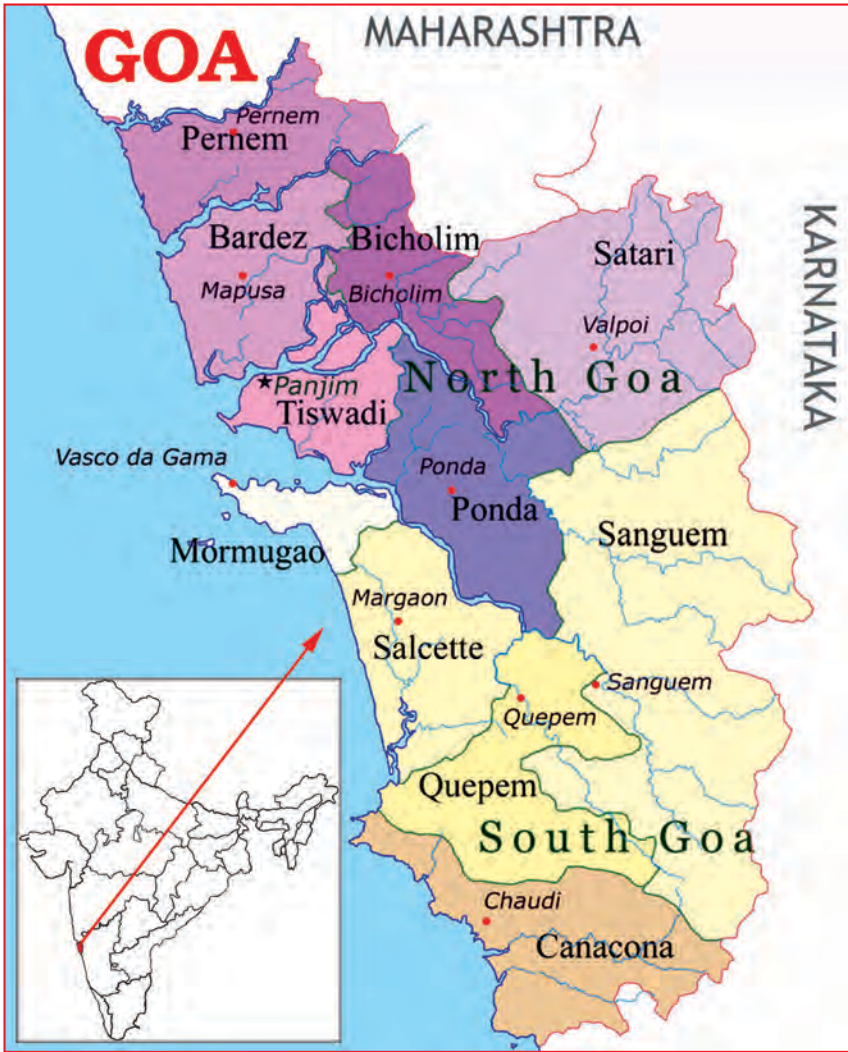 GOA
MAHARASHTRA
KARNATAKA
Pernem
Pernem
Bardez
Mapusa
Bicholim
Bicholim
Satari
Valpoi
North Goa
Panjim
Tiswadi
Vasco da Gama
Mormugao
Ponda
Ponda
Sanguem
Margaon
Salcette
Sanguem
Quepem
Quepem
South Goa
Chaudi
Canacona